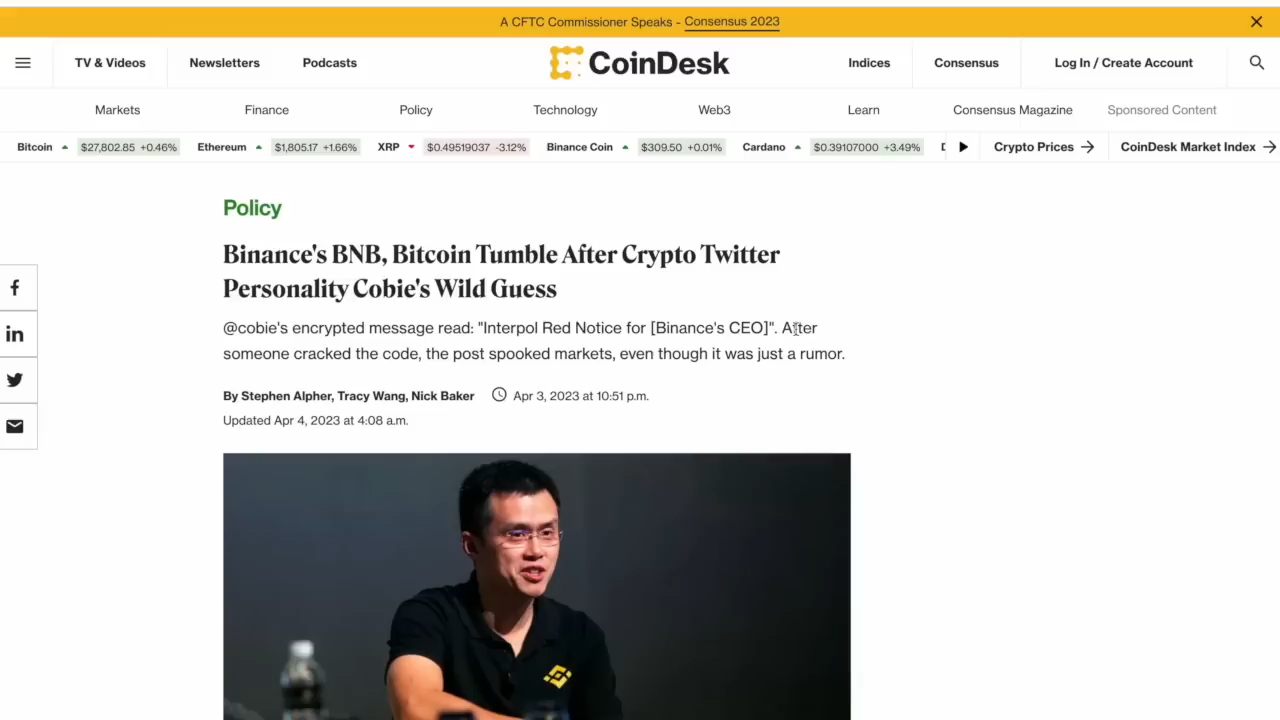 A CFTC Commissioner Speaks - Consensus 2023
TV & Videos Newsletters Podcasts CoinDesk Indices Consensus Log In / Create Account
Markets Finance Policy Technology Web3 Learn Consensus Magazine Sponsored Content
Bitcoin $27,802.85 +0.46% Ethereum $1,805.17 +1.66% XRP $0.49519037 -3.12% Binance Coin $309.50 +0.01% Cardano $0.39107000 +3.49% Crypto Prices CoinDesk Market Index
Policy
Binance's BNB, Bitcoin Tumble After Crypto Twitter
Personality Cobie's Wild Guess
@cobie's encrypted message read: "Interpol Red Notice for [Binance's CEO]". After
someone cracked the code, the post spooked markets, even though it was just a rumor.
By Stephen Alpher, Tracy Wang, Nick Baker Apr 3, 2023 at 10:51 p.m.
Updated Apr 4, 2023 at 4:08 a.m.